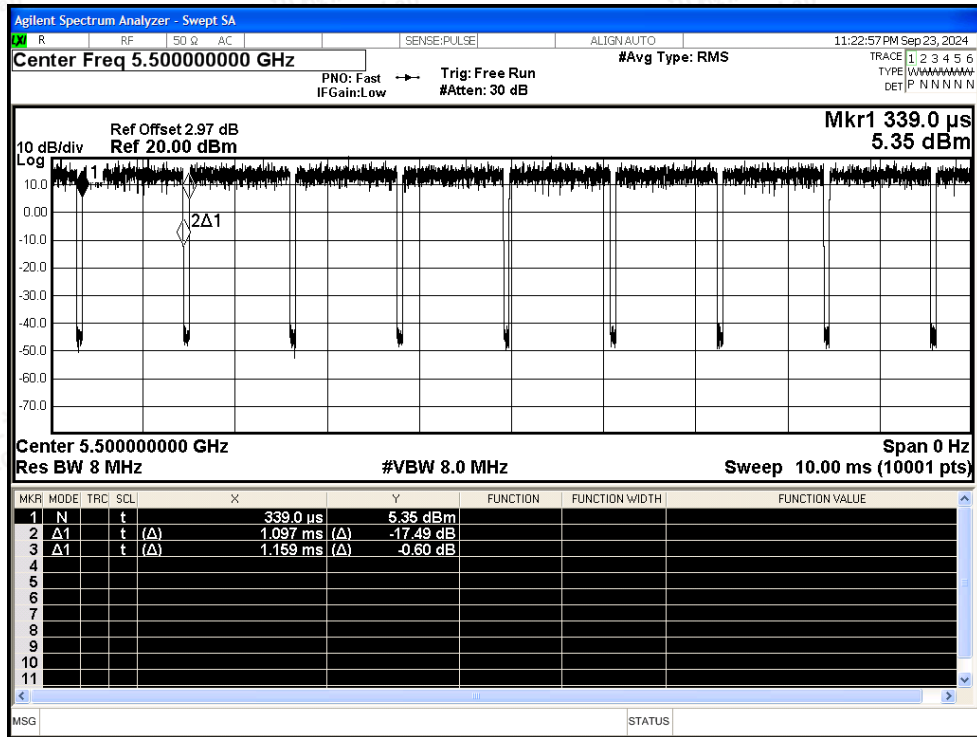 Agilent Spectrum Analyzer - Swept SA
LXI R RF 50 Ω AC SENSE:PULSE ALIGN AUTO 11:22:57 PM Sep 23, 2024
Center Freq 5.500000000 GHz #Avg Type: RMS TRACE 1 2 3 4 5 6
PNO: Fast Trig: Free Run TYPE
IFGain:Low #Atten: 30 dB DET P N N N N N
Mkr1 339.0 µs
Ref Offset 2.97 dB
10 dB/div Ref 20.00 dBm 5.35 dBm
Log
1
10.0
0.00
2Δ1
-10.0
-20.0
-30.0
-40.0
-50.0
-60.0
-70.0
Center 5.500000000 GHz Span 0 Hz
Res BW 8 MHz #VBW 8.0 MHz Sweep 10.00 ms (10001 pts)
MKR MODE TRC SCL X Y FUNCTION FUNCTION WIDTH FUNCTION VALUE
1 N t 339.0 µs 5.35 dBm
2 Δ1 t (Δ) 1.097 ms (Δ) -17.49 dB
3 Δ1 t (Δ) 1.159 ms (Δ) -0.60 dB
4
5
6
7
8
9
10
11
MSG STATUS